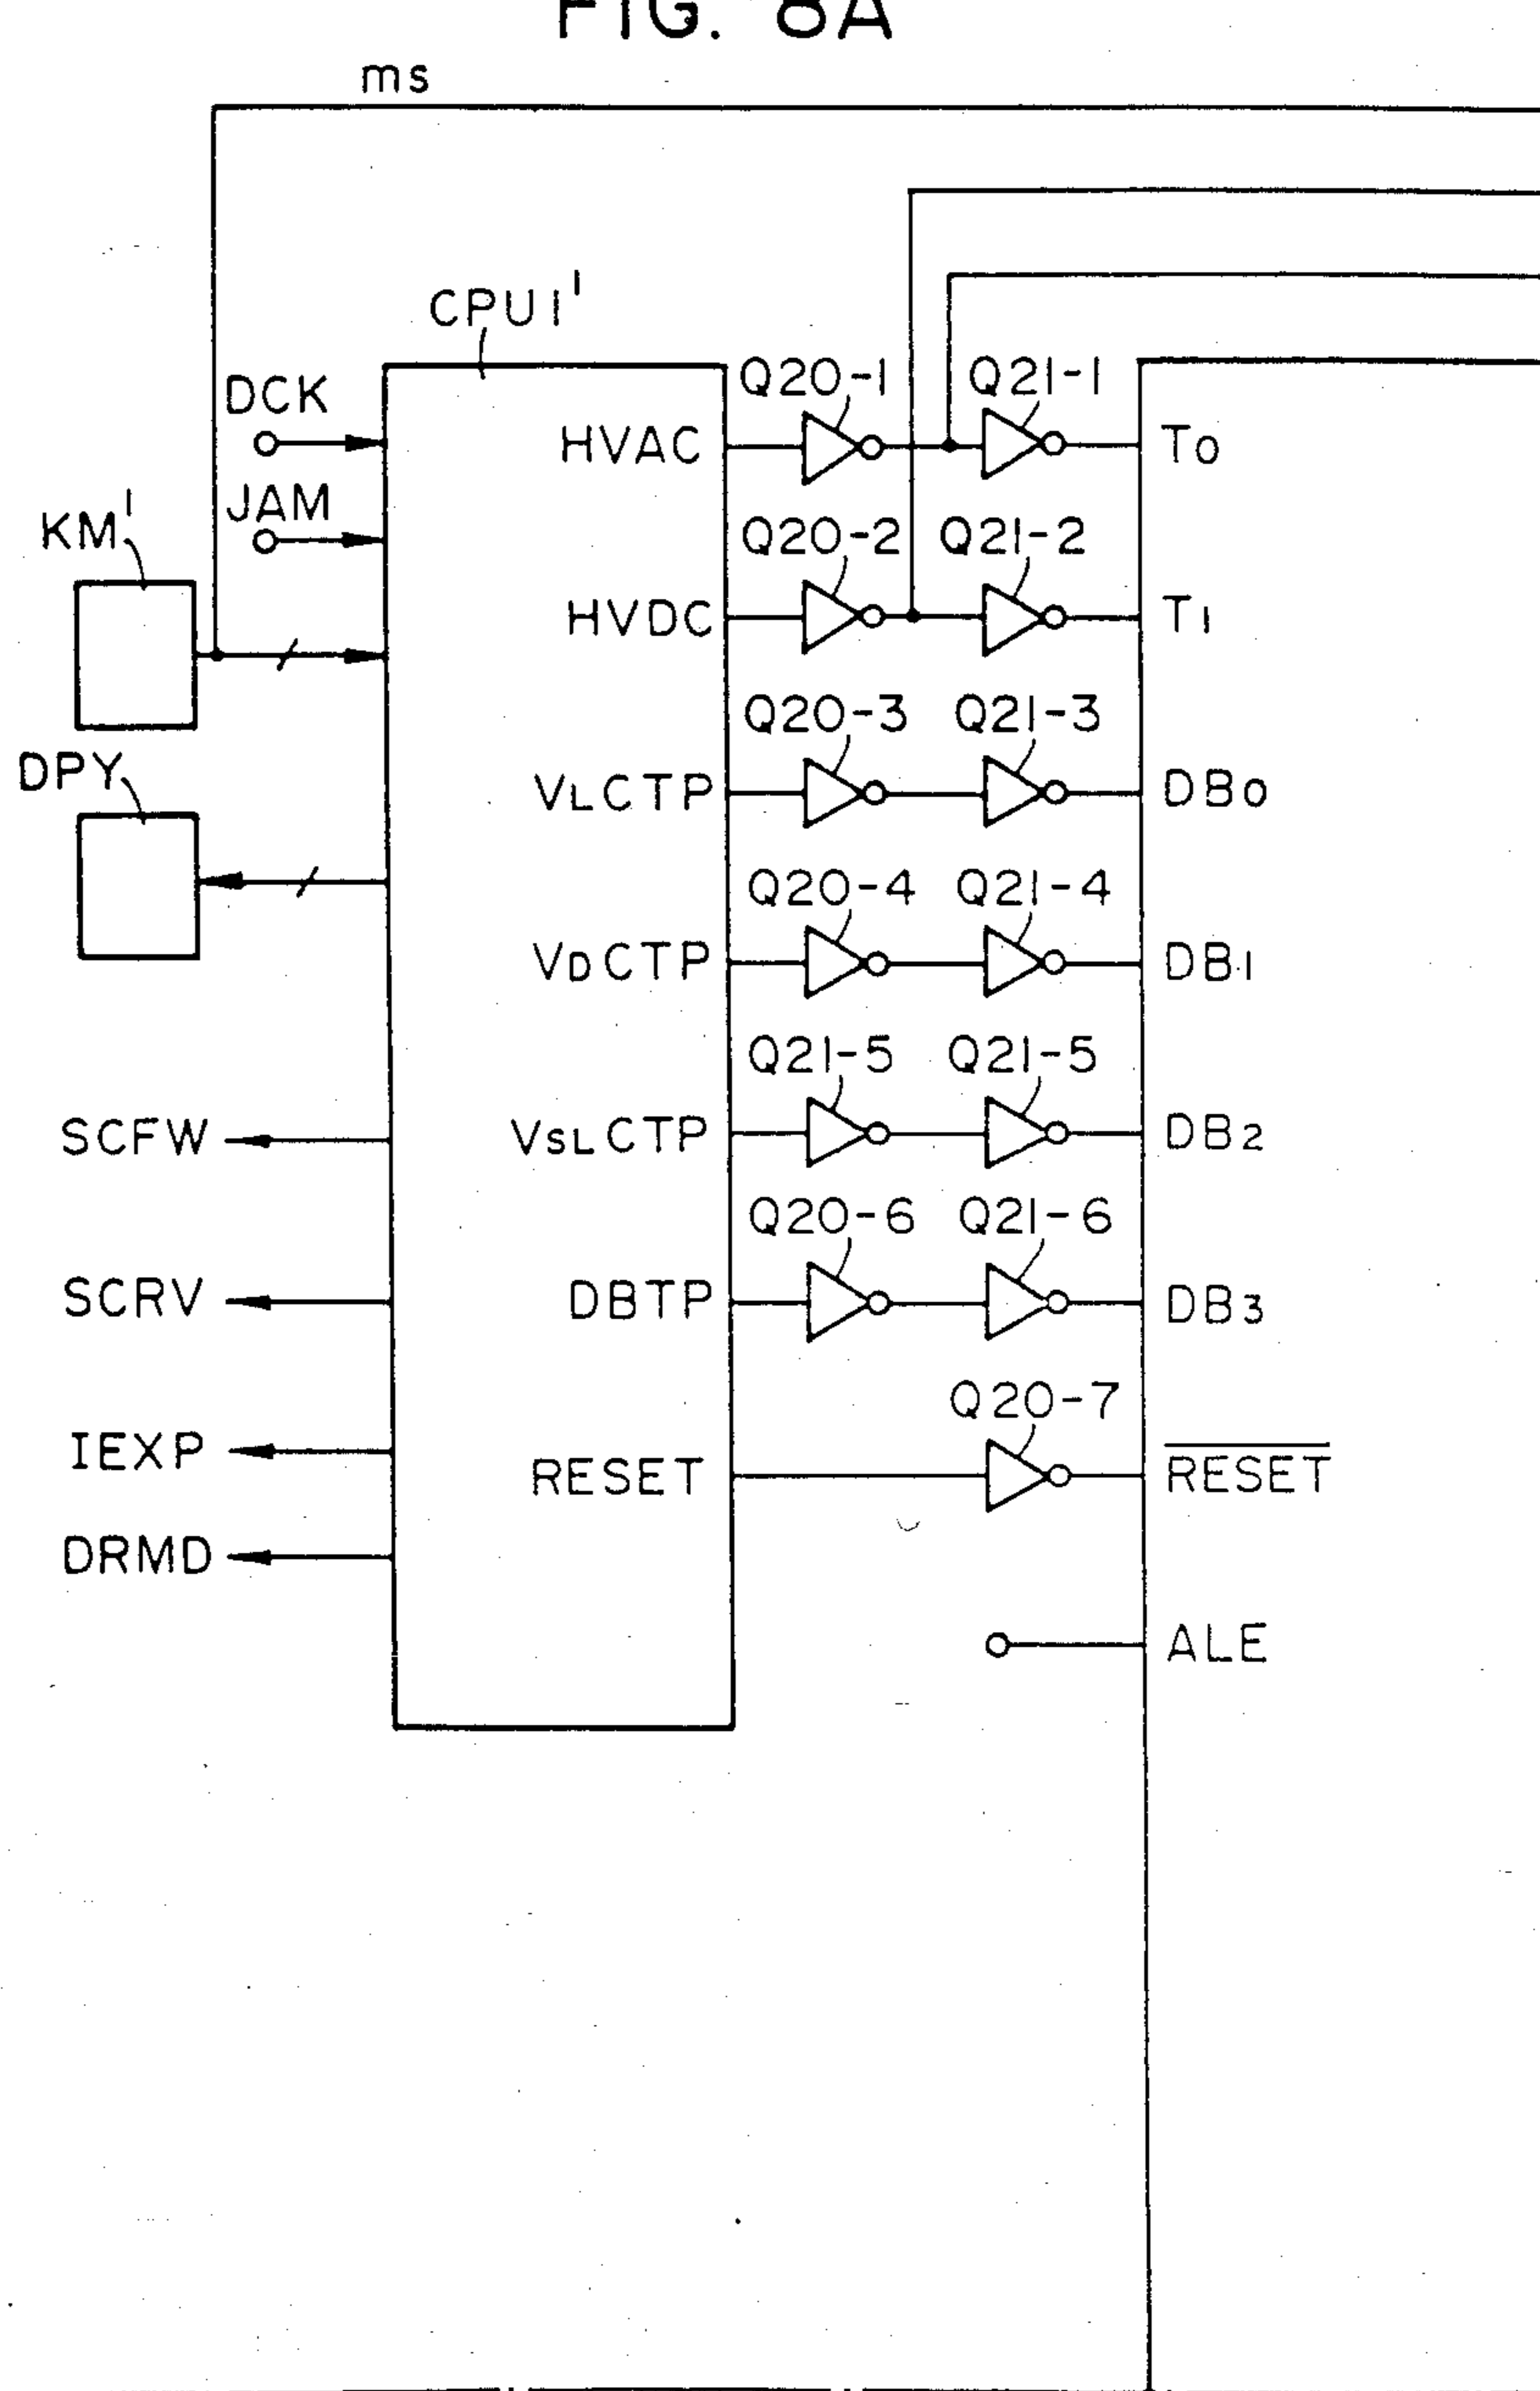 FIG. 8A
ms
CPU1'
DCK
JAM
KM'
DPY
SCFW
SCRV
IEXP
DRMD
HVAC Q20-1 Q21-1 T0
HVDC Q20-2 Q21-2 T1
VLCTP Q20-3 Q21-3 DB0
VDCTP Q20-4 Q21-4 DB1
VSLCTP Q21-5 Q21-5 DB2
DBTP Q20-6 Q21-6 DB3
RESET Q20-7 RESET
ALE